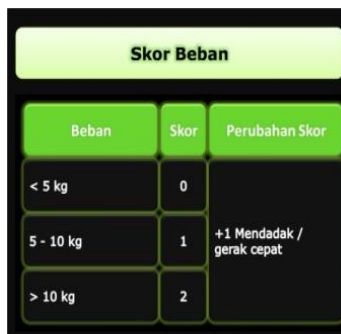 Skor Beban
Beban Skor Perubahan Skor
< 5 kg 0
5 - 10 kg 1 +1 Mendadak /
gerak cepat
> 10 kg 2